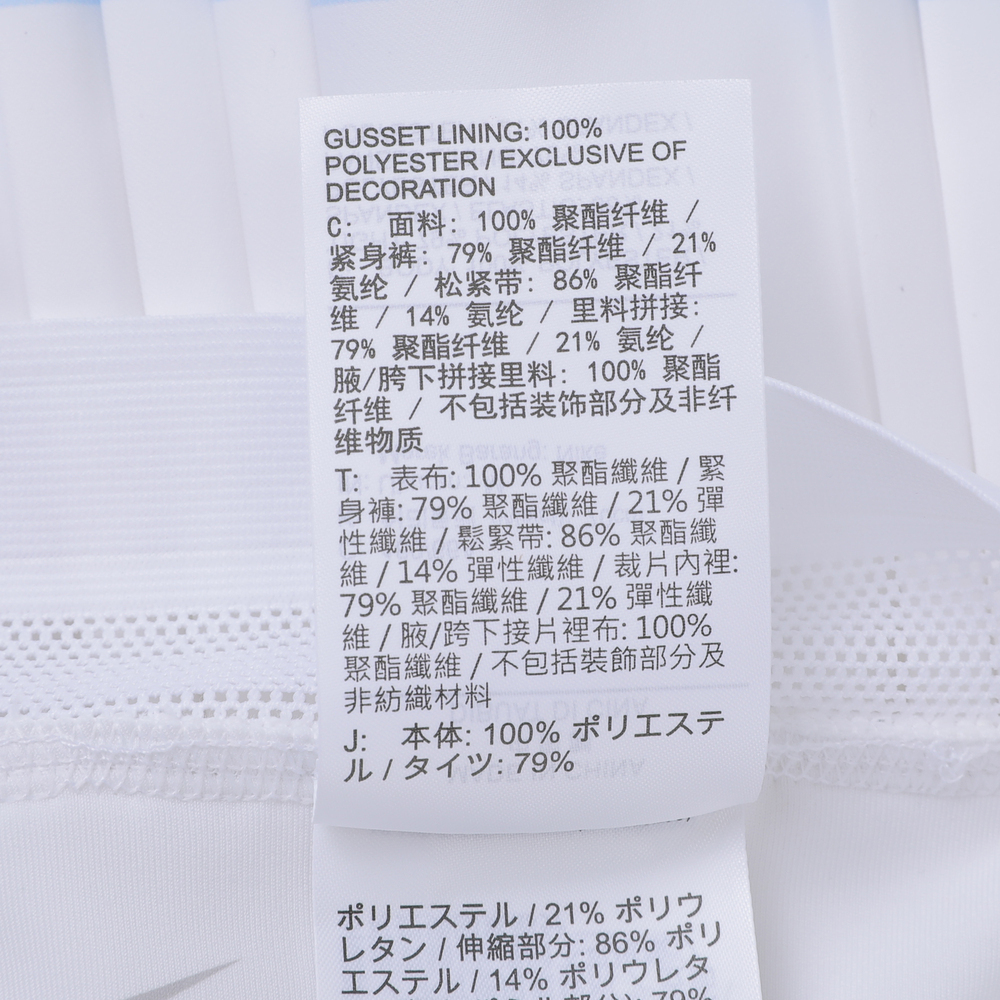 GUSSET LINING: 100%
POLYESTER / EXCLUSIVE OF
DECORATION
C: 面料: 100% 聚酯纤维 /
紧身裤: 79% 聚酯纤维 / 21%
氨纶 / 松紧带: 86% 聚酯纤
维 / 14% 氨纶 / 里料拼接:
79% 聚酯纤维 / 21% 氨纶 /
腋/胯下拼接里料: 100% 聚酯
纤维 / 不包括装饰部分及非纤
维物质
T: 表布: 100% 聚酯纖維 / 緊
身褲: 79% 聚酯纖維 / 21% 彈
性纖維 / 鬆緊帶: 86% 聚酯纖
維 / 14% 彈性纖維 / 裁片內裡:
79% 聚酯纖維 / 21% 彈性纖
維 / 腋/跨下接片裡布: 100%
聚酯纖維 / 不包括裝飾部分及
非紡織材料
J: 本体: 100% ポリエステ
ル / タイツ: 79%
ポリエステル / 21% ポリウ
レタン / 伸縮部分: 86% ポリ
エステル / 14% ポリウレタ
79%